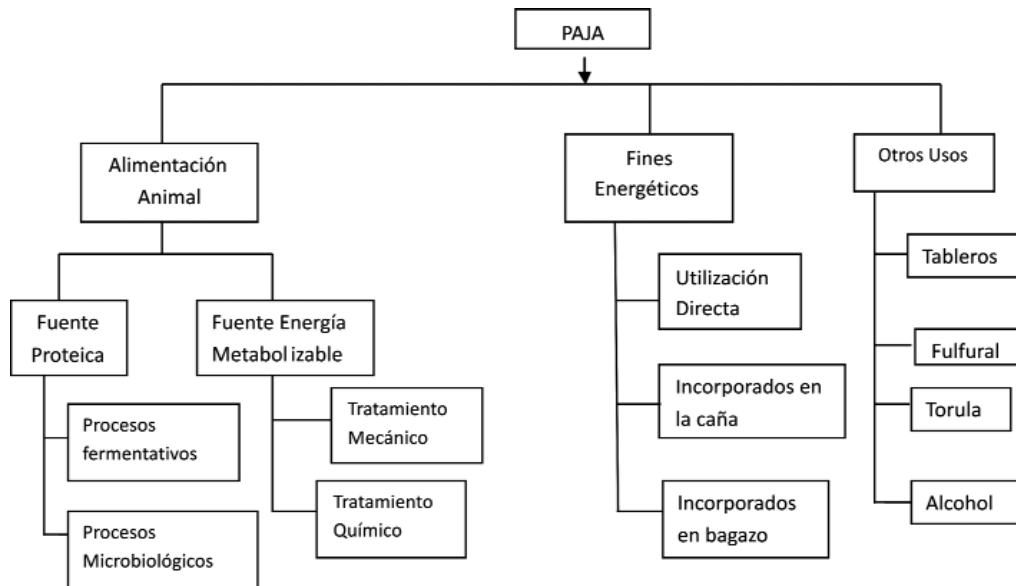 PAJA
Alimentación
Animal
Fines
Energéticos
Otros Usos
Fuente
Proteica
Fuente Energía
Metabol izable
Procesos
fermentativos
Procesos
Microbiológicos
Tratamiento
Mecánico
Tratamiento
Químico
Utilización
Directa
Incorporados en
la caña
Incorporados
en bagazo
Tableros
Fulfural
Torula
Alcohol